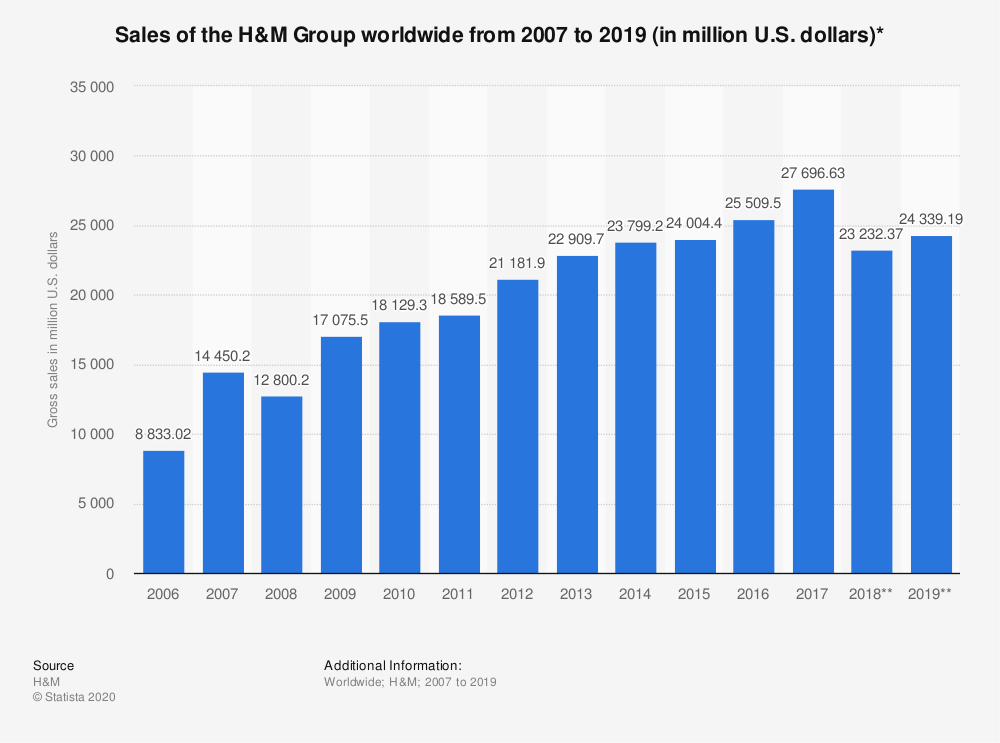 Sales of the H&M Group worldwide from 2007 to 2019 (in million U.S. dollars)*
Gross sales in million U.S. dollars
35 000
30 000
25 000
20 000
15 000
10 000
5 000
0
8 833.02
14 450.2
12 800.2
17 075.5
18 129.3
18 589.5
21 181.9
22 909.7
23 799.2
24 004.4
25 509.5
27 696.63
23 232.37
24 339.19
2006 2007 2008 2009 2010 2011 2012 2013 2014 2015 2016 2017 2018** 2019**
Source
H&M
© Statista 2020
Additional Information:
Worldwide; H&M; 2007 to 2019